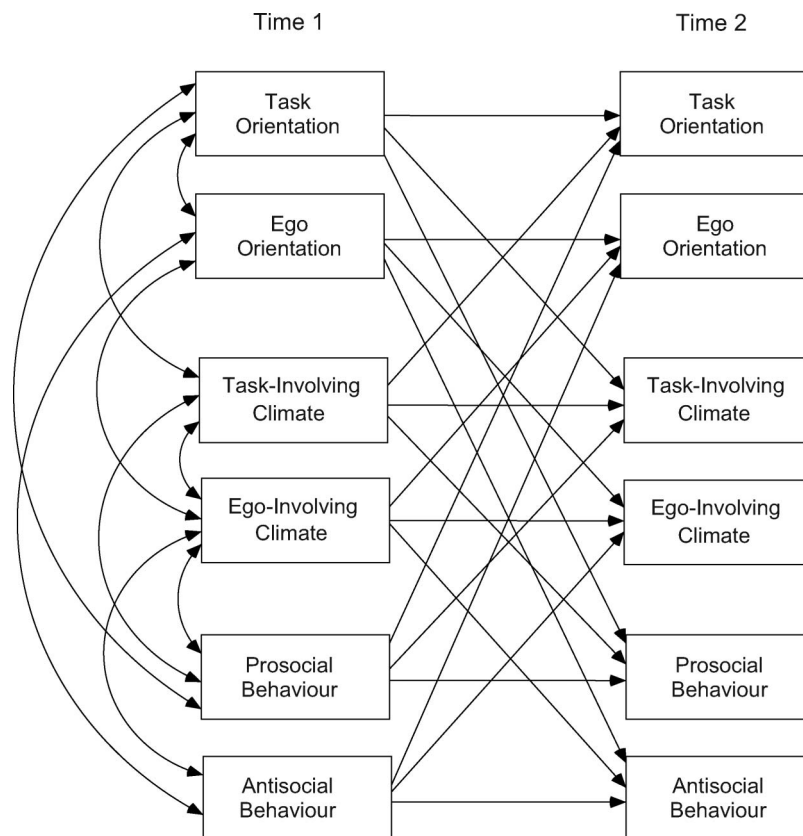 Time 1
Time 2
Task
Orientation
Task
Orientation
Ego
Orientation
Ego
Orientation
Task-Involving
Climate
Task-Involving
Climate
Ego-Involving
Climate
Ego-Involving
Climate
Prosocial
Behaviour
Prosocial
Behaviour
Antisocial
Behaviour
Antisocial
Behaviour